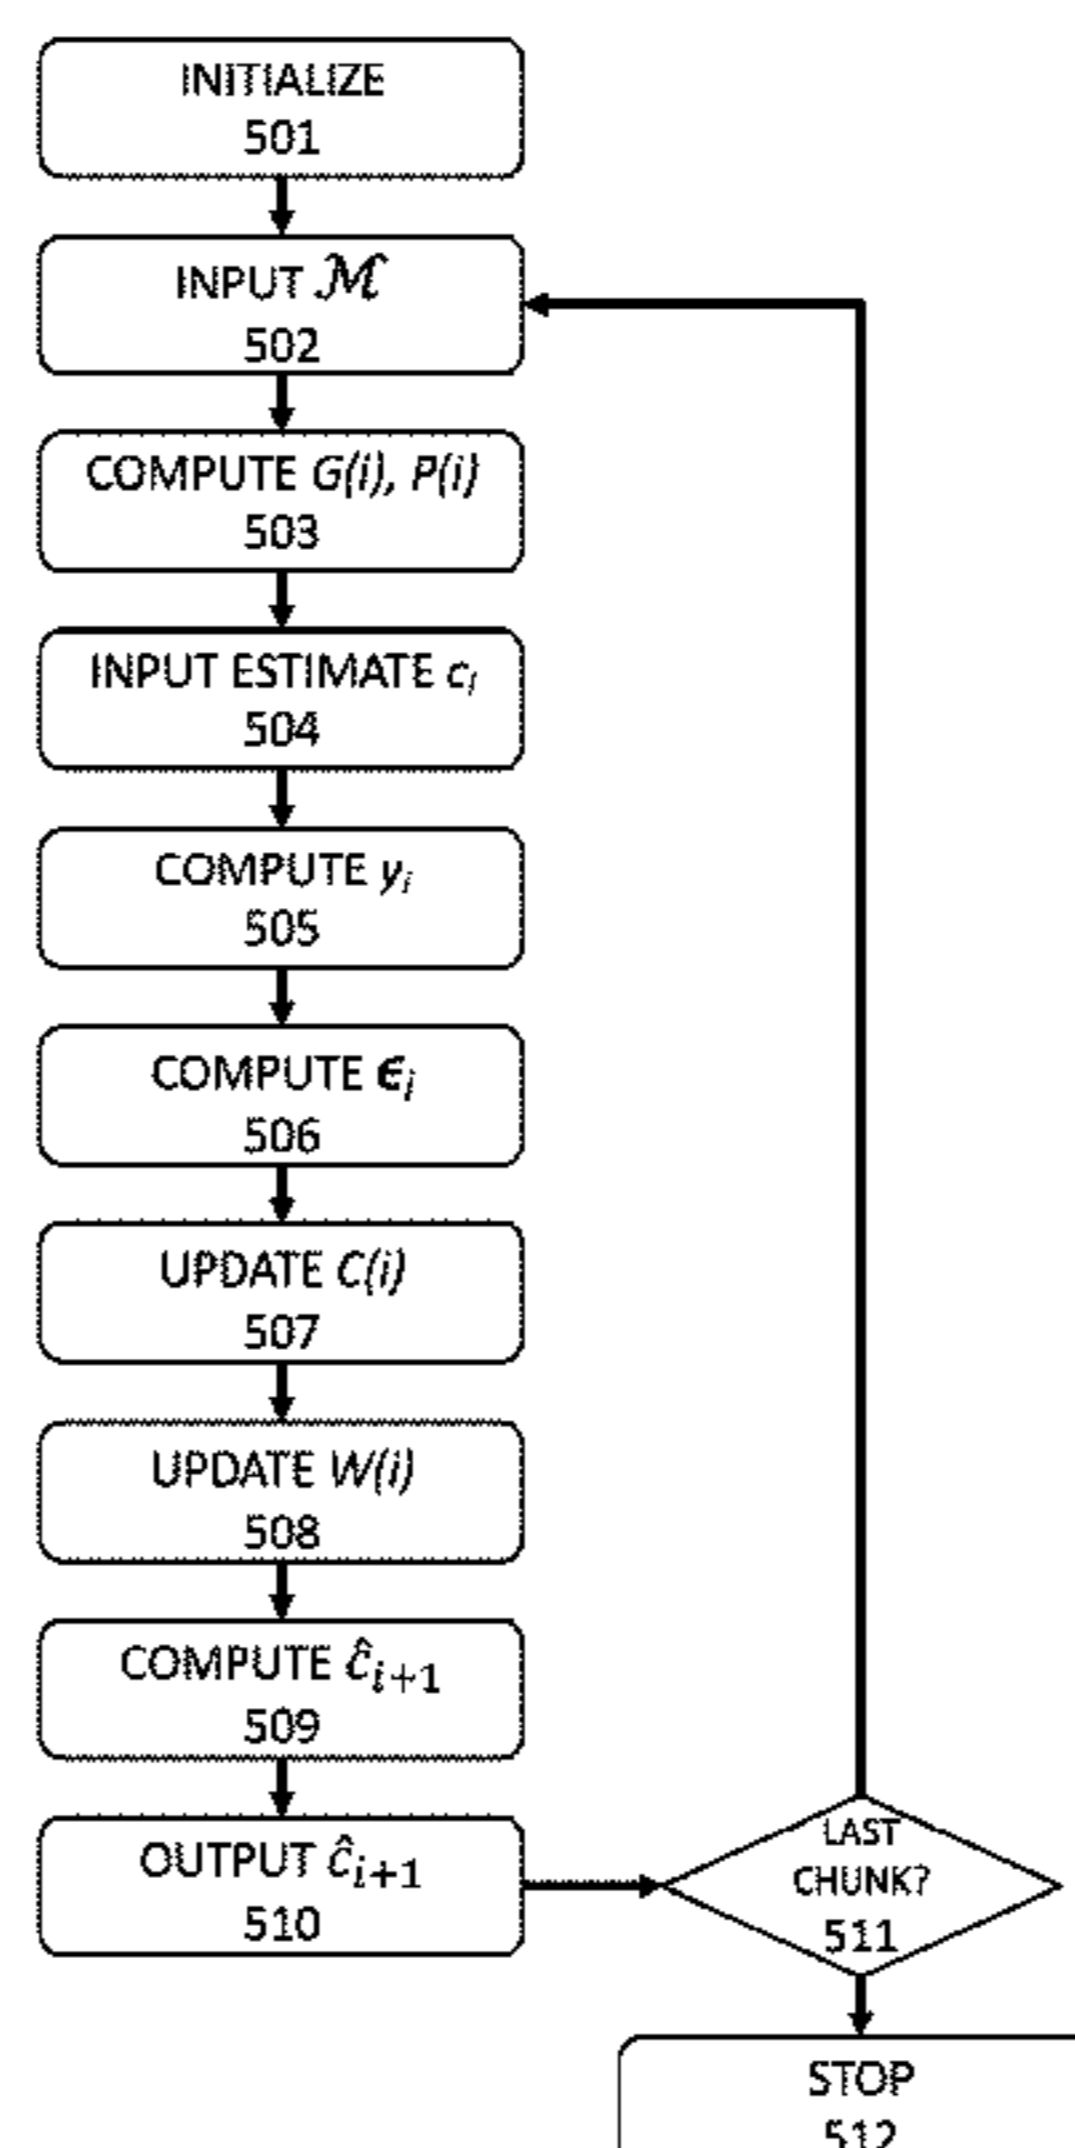 INITIALIZE
501
INPUT ℳ
502
COMPUTE G(i), P(i)
503
INPUT ESTIMATE cᵢ
504
COMPUTE yᵢ
505
COMPUTE ϵᵢ
506
UPDATE C(i)
507
UPDATE W(i)
508
COMPUTE ĉᵢ₊₁
509
OUTPUT ĉᵢ₊₁
510
LAST
CHUNK?
511
STOP
512